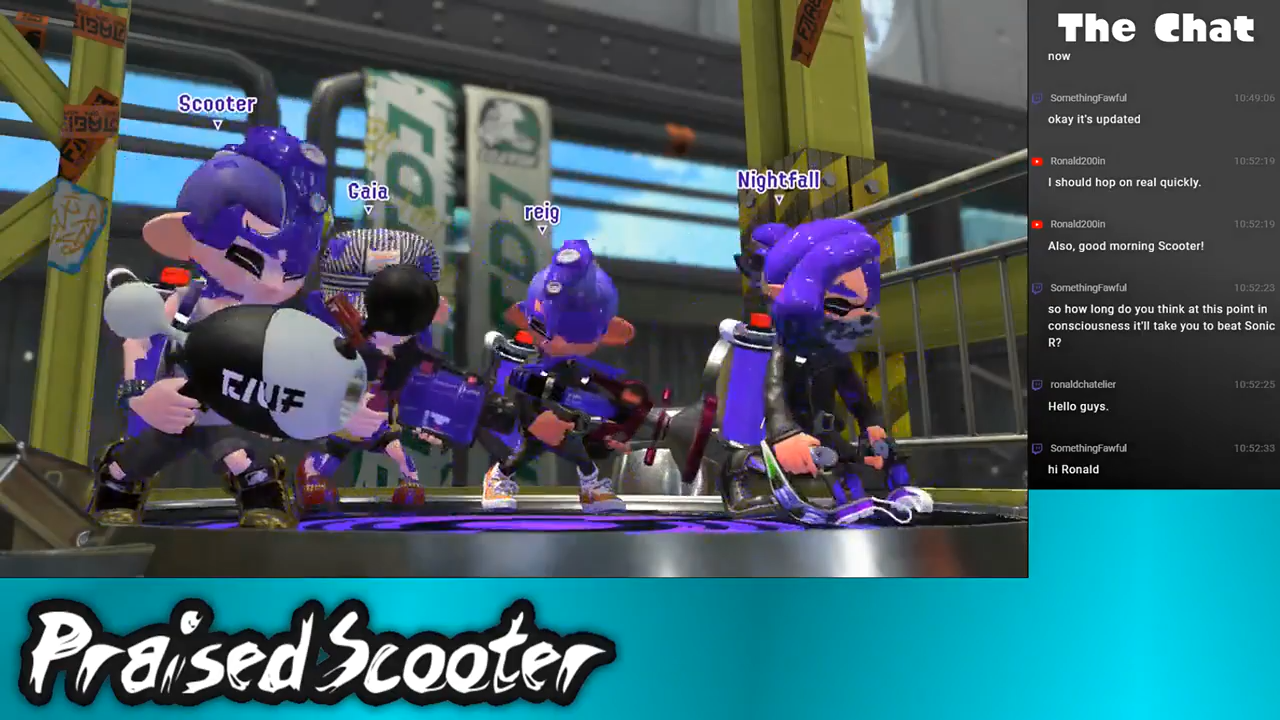 Scooter
Gaia
reig
Nightfall
The Chat
now
SomethingFawful 10:49:06
okay it's updated
Ronald200in 10:52:19
I should hop on real quickly.
Ronald200in 10:52:19
Also, good morning Scooter!
SomethingFawful 10:52:23
so how long do you think at this point in
consciousness it'll take you to beat Sonic
R?
ronaldchatelier 10:52:25
Hello guys.
SomethingFawful 10:52:33
hi Ronald
PraisedScooter